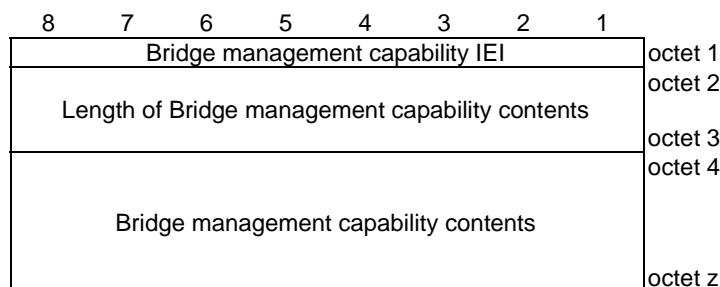 8 7 6 5 4 3 2 1
Bridge management capability IEI octet 1
octet 2
Length of Bridge management capability contents
octet 3
octet 4
Bridge management capability contents
octet z